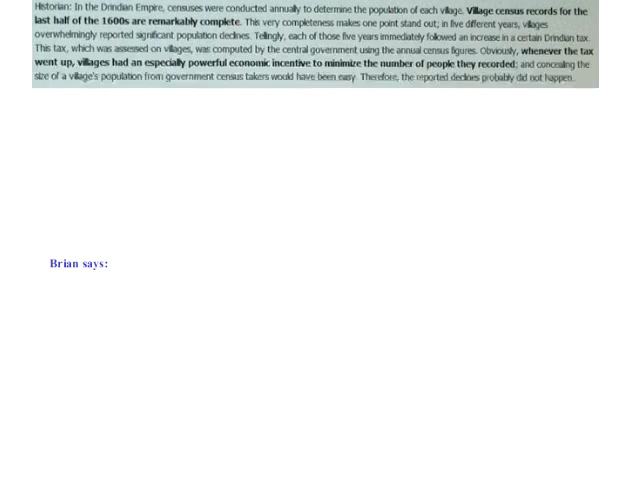 Historian: In the Drindian Empire, censuses were conducted annually to determine the population of each village. Village census records for the
last half of the 1600s are remarkably complete. This very completeness makes one point stand out; in five different years, villages
overwhelmingly reported significant population declines. Tellingly, each of those five years immediately followed an increase in a certain Drindian tax.
This tax, which was assessed on villages, was computed by the central government using the annual census figures. Obviously, whenever the tax
went up, villages had an especially powerful economic incentive to minimize the number of people they recorded; and concealing the
size of a village's population from government census takers would have been easy. Therefore, the reported declines probably did not happen.
Brian says: